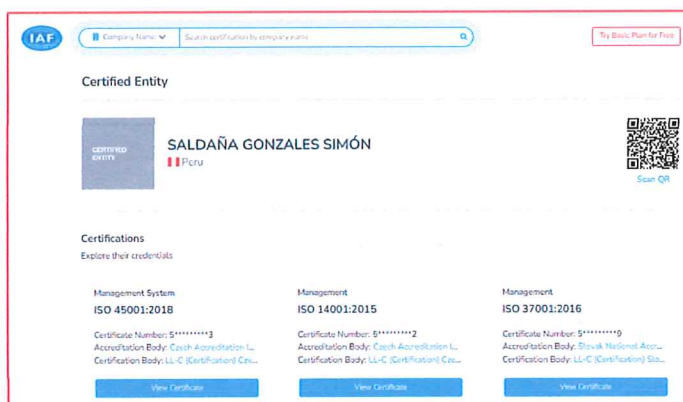 IAF
Company Name
Search certification by company name
Try Basic Plan for Free
Certified Entity
CERTIFIED
ENTITY
SALDAÑA GONZALES SIMÓN
Peru
Scan QR
Certifications
Explore their credentials
Management System
ISO 45001:2018
Certificate Number: 5*********3
Accreditation Body: Czech Accreditation I...
Certification Body: LL-C (Certification) Cze...
View Certificate
Management
ISO 14001:2015
Certificate Number: 5*********2
Accreditation Body: Czech Accreditation I...
Certification Body: LL-C (Certification) Cze...
View Certificate
Management
ISO 37001:2016
Certificate Number: 5*********9
Accreditation Body: Slovak National Accr...
Certification Body: LL-C (Certification) Slo...
View Certificate